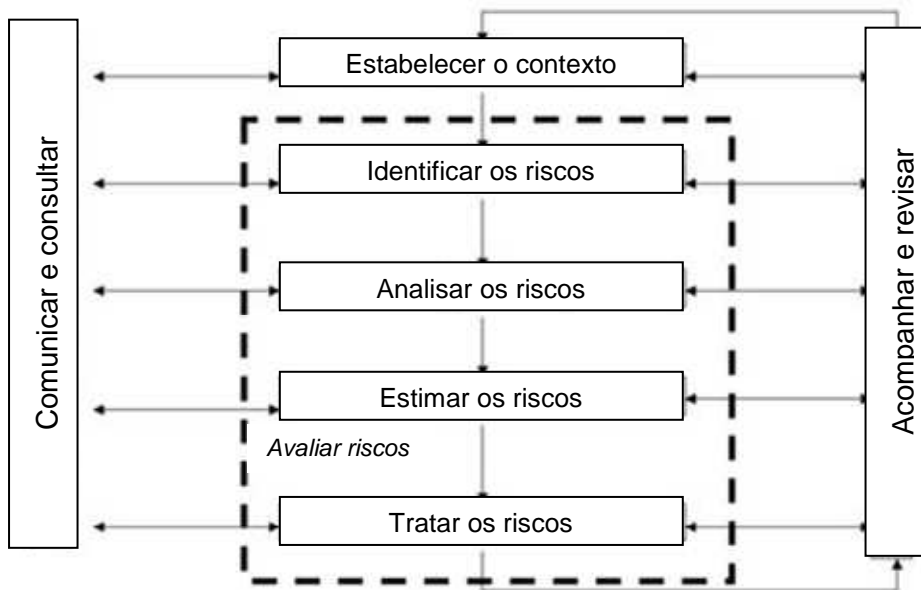 Comunicar e consultar
Estabelecer o contexto
Identificar os riscos
Analisar os riscos
Estimar os riscos
Avaliar riscos
Tratar os riscos
Acompanhar e revisar